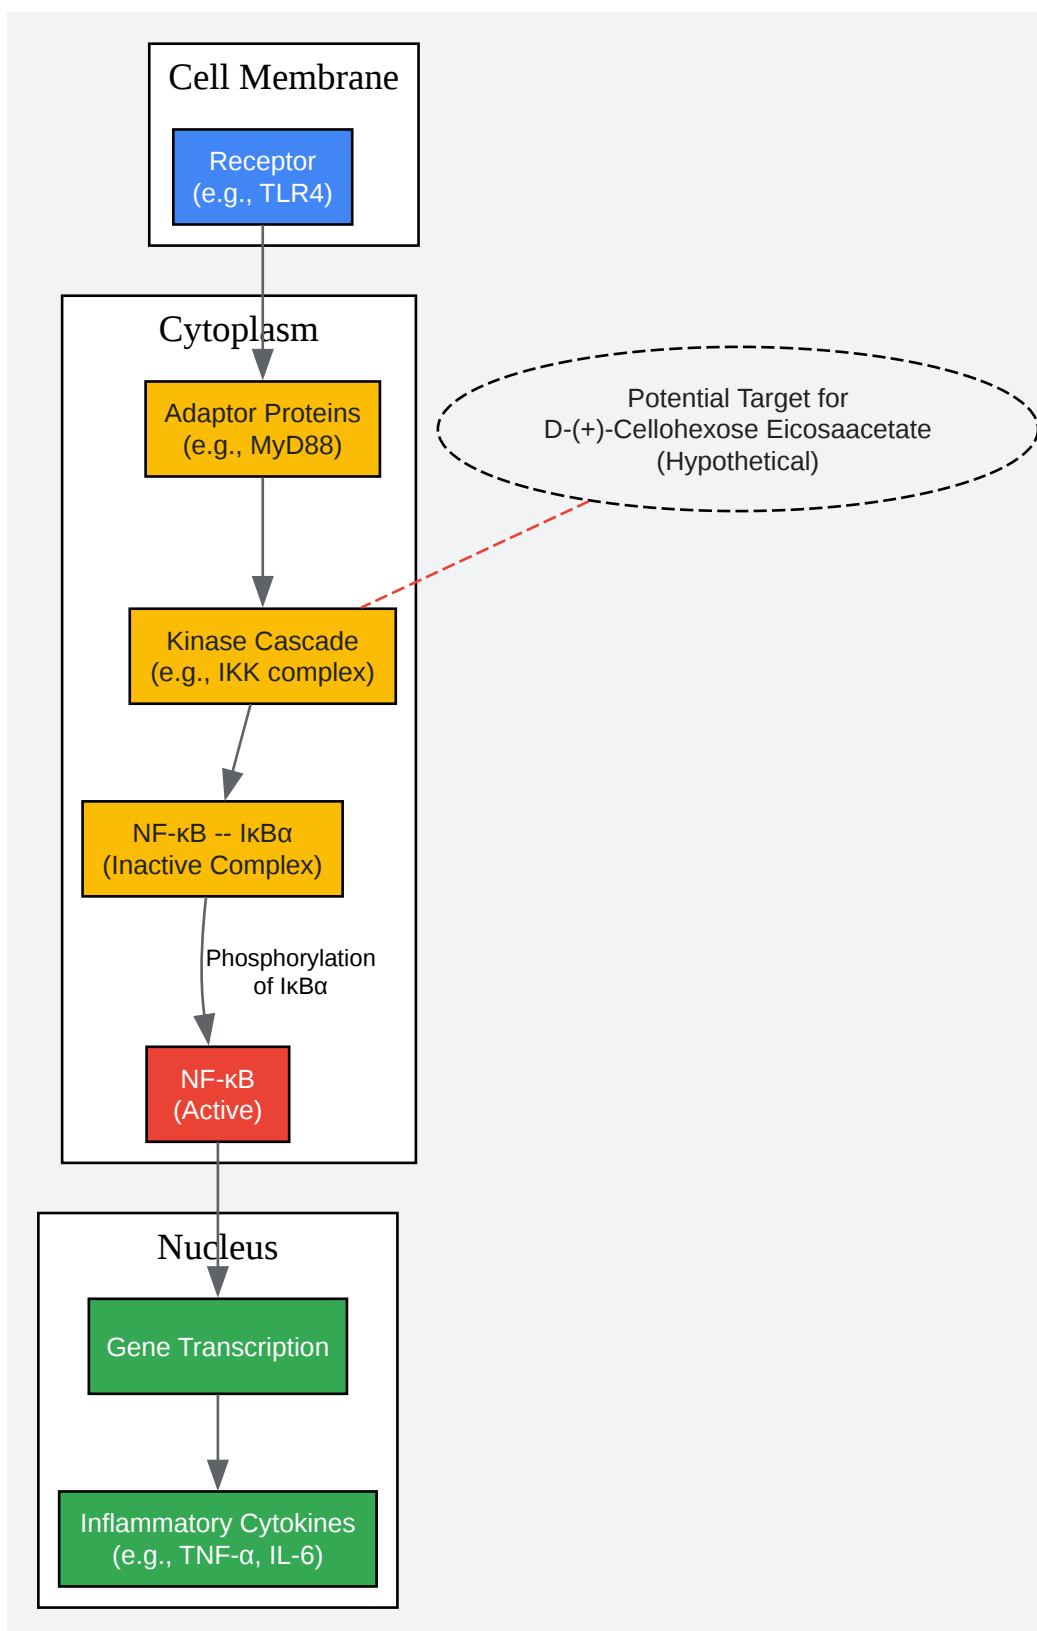 Cell Membrane
Receptor
(e.g., TLR4)
Cytoplasm
Adaptor Proteins
(e.g., MyD88)
Potential Target for
D-(+)-Cellohexose Eicosaacetate
(Hypothetical)
Kinase Cascade
(e.g., IKK complex)
NF-κB -- IκBα
(Inactive Complex)
Phosphorylation
of IκBα
NF-κB
(Active)
Nucleus
Gene Transcription
Inflammatory Cytokines
(e.g., TNF-α, IL-6)